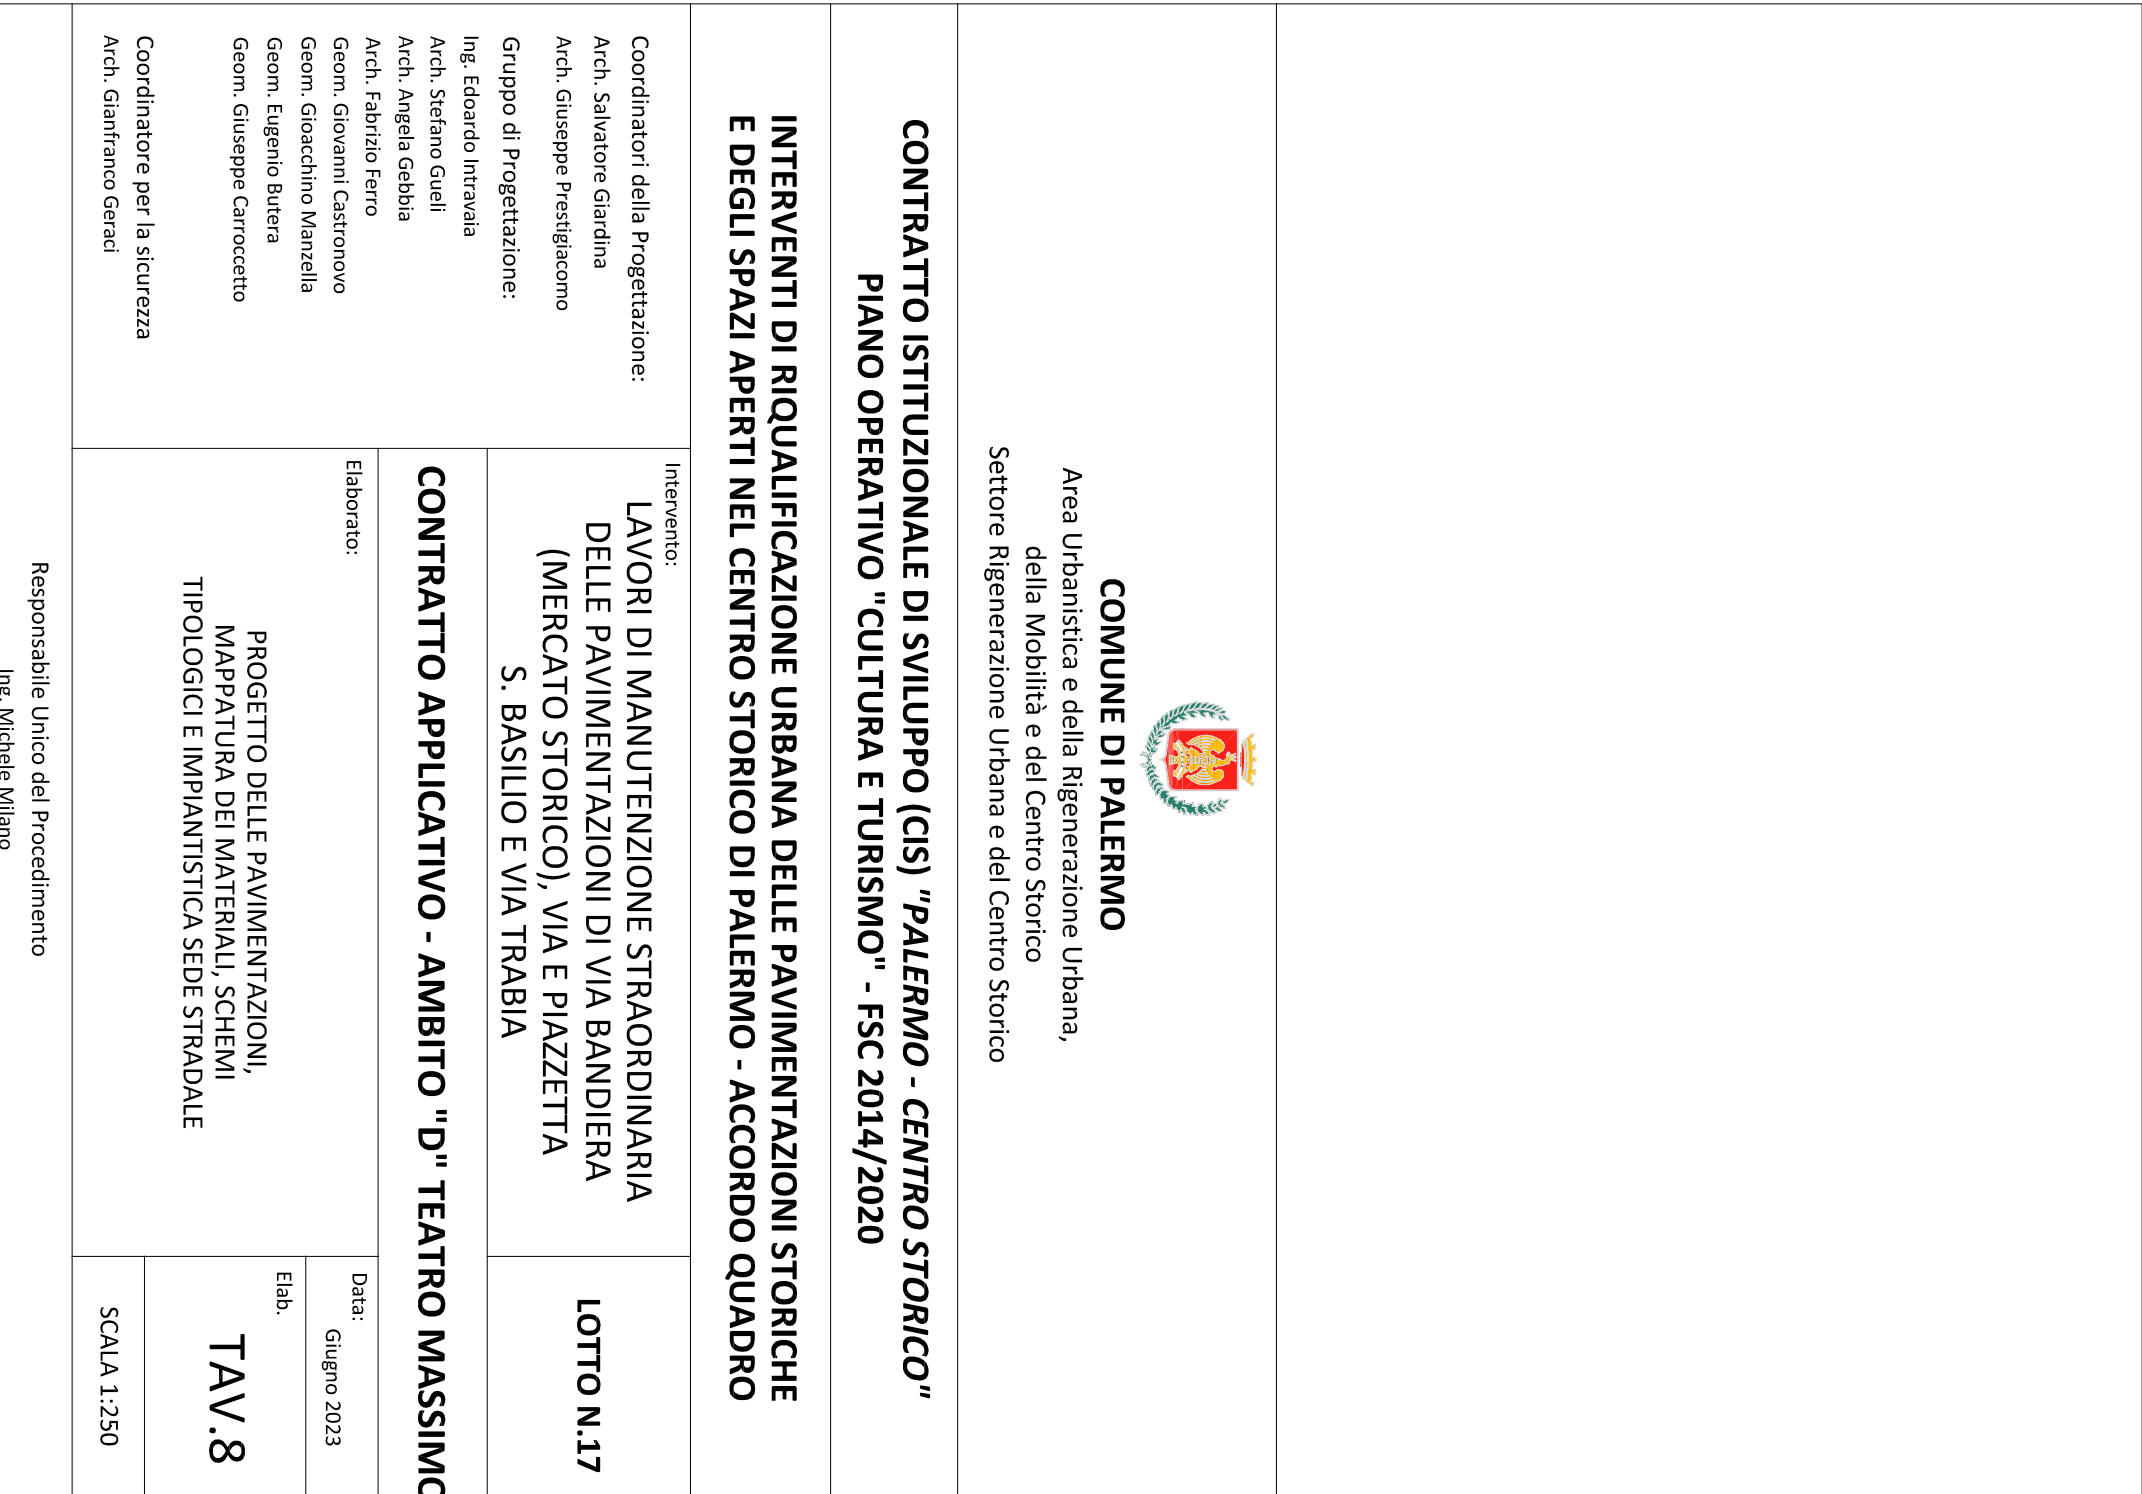 COMUNE DI PALERMO
Area Urbanistica e della Rigenerazione Urbana,
della Mobilità e del Centro Storico
Settore Rigenerazione Urbana e del Centro Storico
CONTRATTO ISTITUZIONALE DI SVILUPPO (CIS) "PALERMO - CENTRO STORICO"
PIANO OPERATIVO "CULTURA E TURISMO" - FSC 2014/2020
INTERVENTI DI RIQUALIFICAZIONE URBANA DELLE PAVIMENTAZIONI STORICHE
E DEGLI SPAZI APERTI NEL CENTRO STORICO DI PALERMO - ACCORDO QUADRO
Coordinatori della Progettazione:
Arch. Salvatore Giardina
Arch. Giuseppe Prestigiacomo
Gruppo di Progettazione:
Ing. Edoardo Intravaia
Arch. Stefano Gueli
Arch. Angela Gebbia
Arch. Fabrizio Ferro
Geom. Giovanni Castronovo
Geom. Gioacchino Manzella
Geom. Eugenio Butera
Geom. Giuseppe Carroccetto
Coordinatore per la sicurezza
Arch. Gianfranco Geraci
Intervento:
LAVORI DI MANUTENZIONE STRAORDINARIA
DELLE PAVIMENTAZIONI DI VIA BANDIERA
(MERCATO STORICO), VIA E PIAZZETTA
S. BASILIO E VIA TRABIA
LOTTO N.17
CONTRATTO APPLICATIVO - AMBITO "D" TEATRO MASSIMO
Elaborato:
PROGETTO DELLE PAVIMENTAZIONI,
MAPPATURA DEI MATERIALI, SCHEMI
TIPOLOGICI E IMPIANTISTICA SEDE STRADALE
Data:
Giugno 2023
Elab.
TAV.8
SCALA 1:250
Responsabile Unico del Procedimento
Ing. Michele Milano